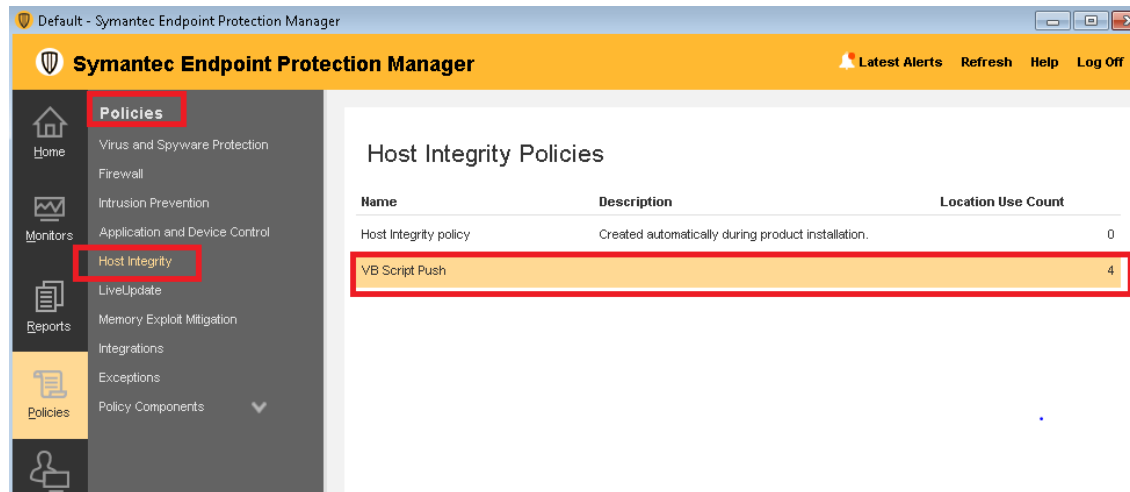 Default - Symantec Endpoint Protection Manager
Symantec Endpoint Protection Manager
Latest Alerts Refresh Help Log Off
Home
Monitors
Reports
Policies
Policies
Virus and Spyware Protection
Firewall
Intrusion Prevention
Application and Device Control
Host Integrity
LiveUpdate
Memory Exploit Mitigation
Integrations
Exceptions
Policy Components
Host Integrity Policies
Name Description Location Use Count
Host Integrity policy Created automatically during product installation. 0
VB Script Push 4